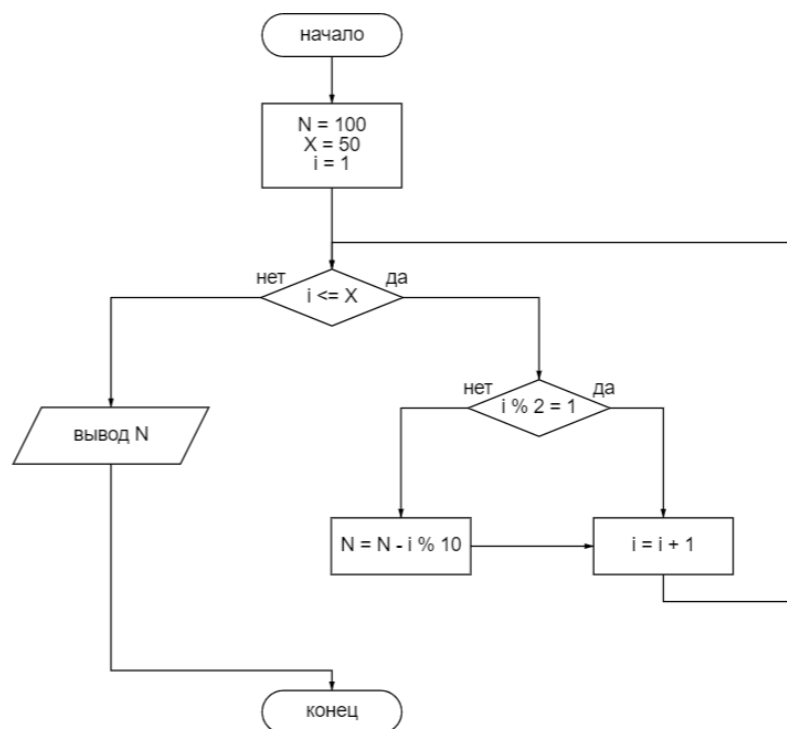 начало
N = 100
X = 50
i = 1
нет
да
i <= X
нет
да
i % 2 = 1
вывод N
N = N - i % 10
i = i + 1
конец